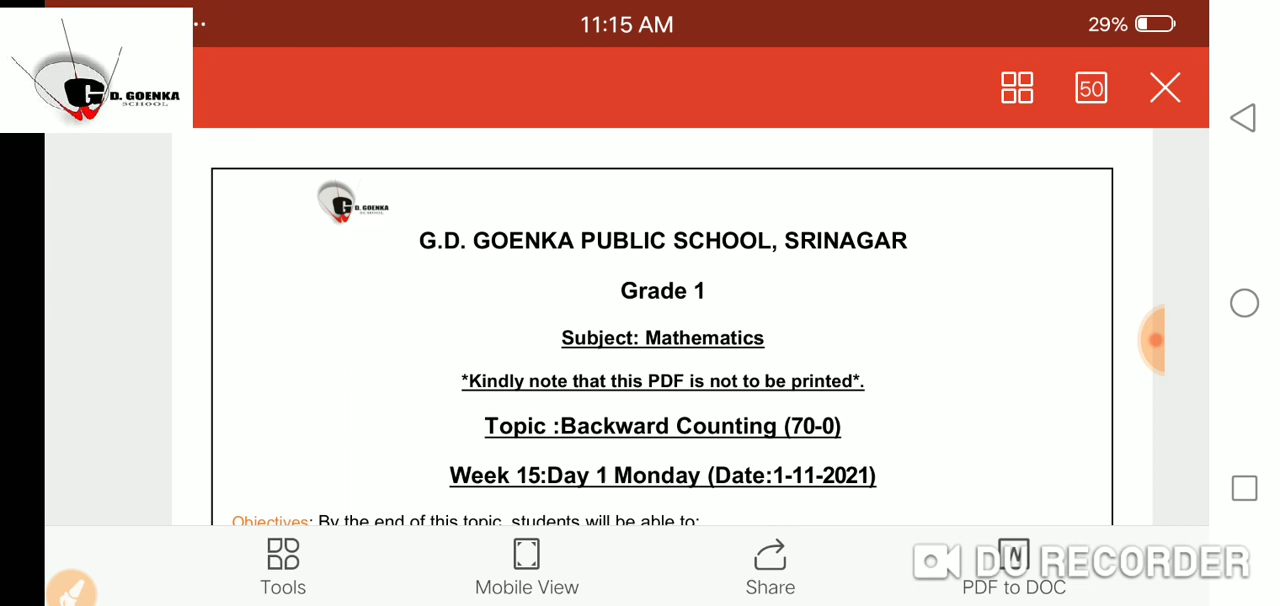 11:15 AM
29%
G D. GOENKA
SCHOOL
50
G D. GOENKA
SCHOOL
G.D. GOENKA PUBLIC SCHOOL, SRINAGAR
Grade 1
Subject: Mathematics
*Kindly note that this PDF is not to be printed*.
Topic :Backward Counting (70-0)
Week 15:Day 1 Monday (Date:1-11-2021)
Objectives: By the end of this topic, students will be able to:
Tools
Mobile View
Share
PDF to DOC
DU RECORDER